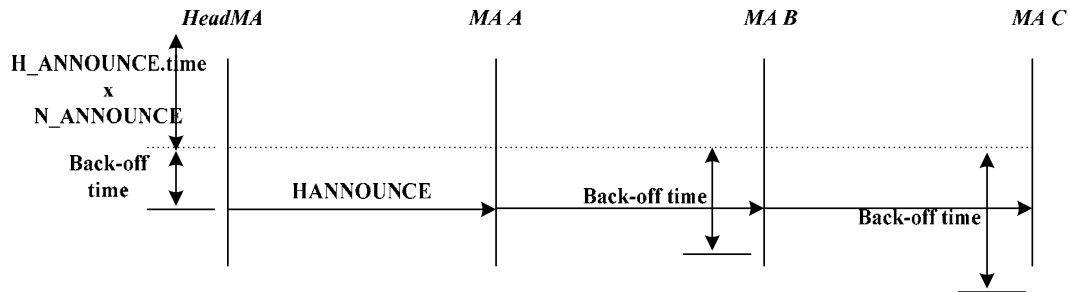 HeadMA
MA A
MA B
MA C
H_ANNOUNCE.time
x
N_ANNOUNCE
Back-off
time
HANNOUNCE
Back-off time
Back-off time